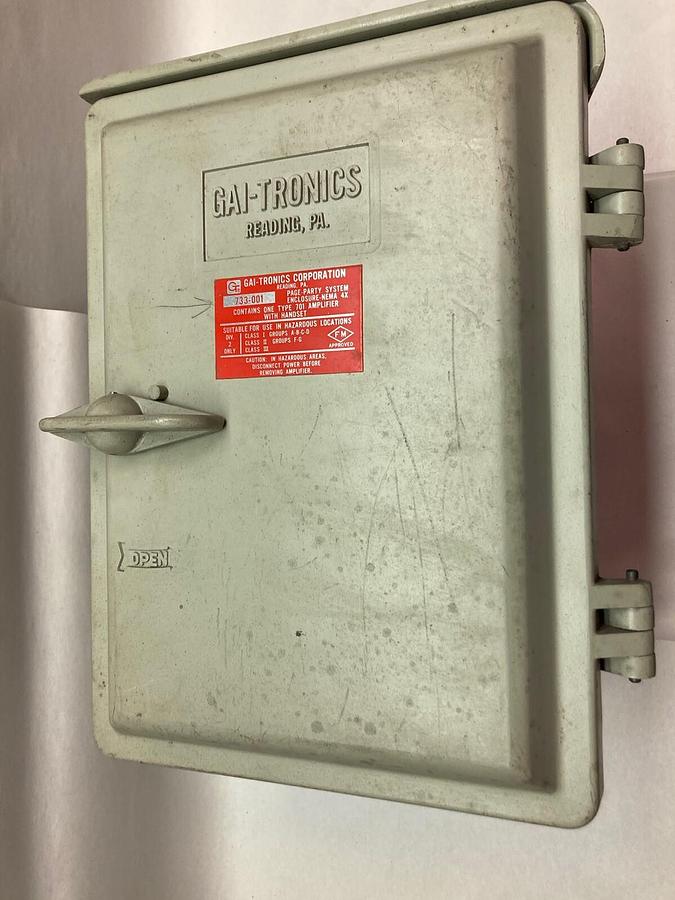 GAI-TRONICS
READING, PA.
GAI-TRONICS CORPORATION
READING, PA.
733-001 PAGE-PARTY SYSTEM
ENCLOSURE-NEMA 4X
CONTAINS ONE TYPE 701 AMPLIFIER
WITH HANDSET
SUITABLE FOR USE IN HAZARDOUS LOCATIONS
DIV. 2 ONLY
CLASS I GROUPS A-B-C-D
CLASS II GROUPS F-G
CLASS III
FM
APPROVED
CAUTION: IN HAZARDOUS AREAS,
DISCONNECT POWER BEFORE
REMOVING AMPLIFIER.
OPEN